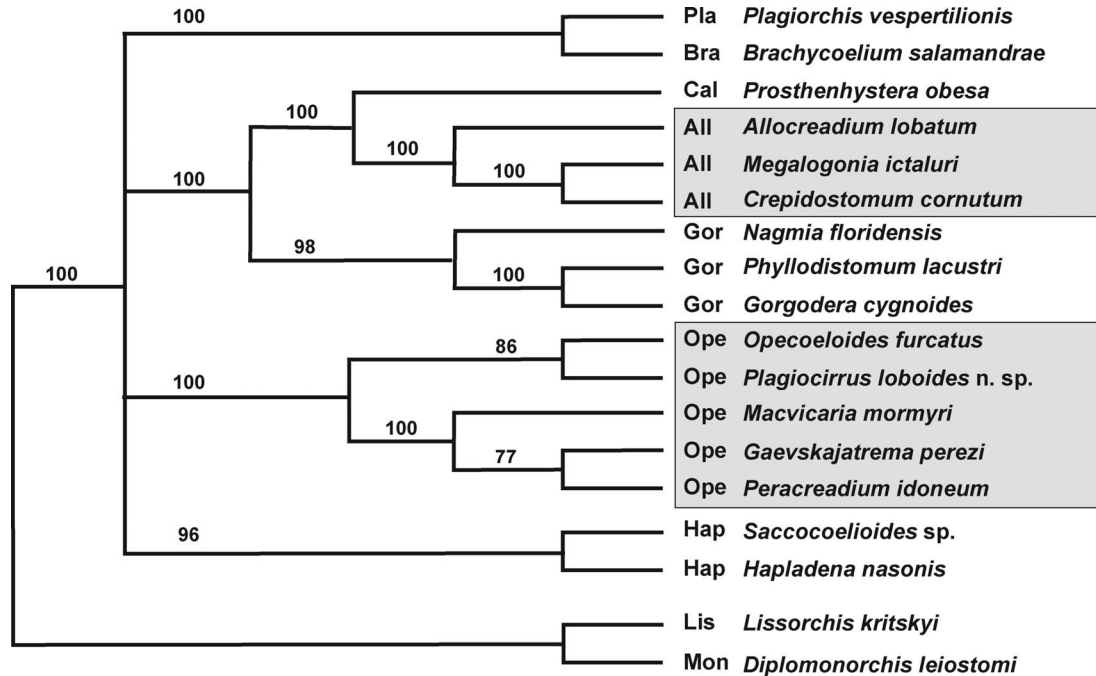 100
Pla Plagiorchis vespertilionis
Bra Brachycoelium salamandrae
Cal Prosthenhystera obesa
100
All Allocreadium lobatum
100
All Megalogonia ictaluri
100
100
All Crepidostomum cornutum
Gor Nagmia floridensis
98
Gor Phyllodistomum lacustri
100
100
Gor Gorgodera cygnoides
Ope Opecoeloides furcatus
86
Ope Plagiocirrus loboides n. sp.
100
Ope Macvicaria mormyri
100
Ope Gaevskajatrema perezi
77
Ope Peracreadium idoneum
Hap Saccocoelioides sp.
96
Hap Hapladena nasonis
Lis Lissorchis kritskyi
Mon Diplomonorchis leiostomi